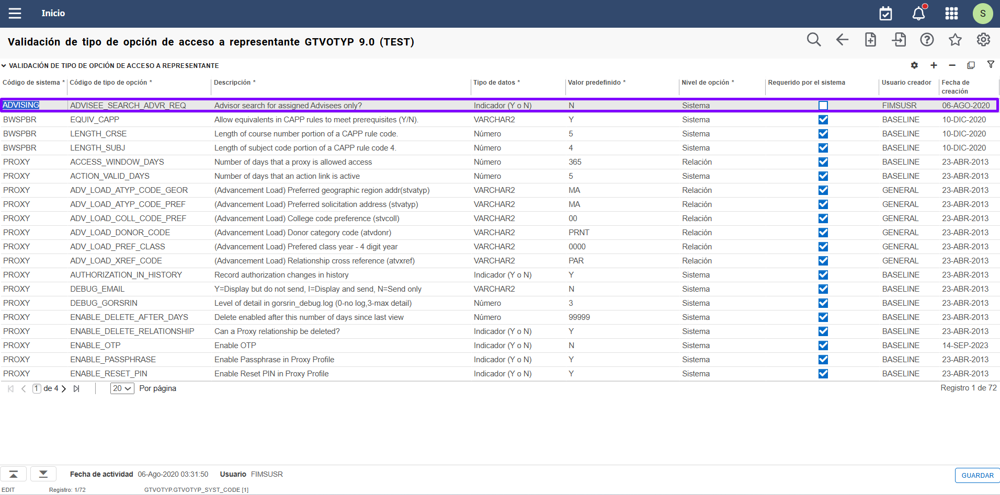 Inicio
S
Validación de tipo de opción de acceso a representante GTVOTYP 9.0 (TEST)
VALIDACIÓN DE TIPO DE OPCIÓN DE ACCESO A REPRESENTANTE
Código de sistema * Código de tipo de opción * Descripción * Tipo de datos * Valor predefinido * Nivel de opción * Requerido por el sistema Usuario creador Fecha de creación
ADVISING ADVISEE_SEARCH_ADVR_REQ Advisor search for assigned Advisees only? Indicador (Y o N) N Sistema FIMSUSR 06-AGO-2020
BWSPBR EQUIV_CAPP Allow equivalents in CAPP rules to meet prerequisites (Y/N). VARCHAR2 Y Sistema BASELINE 10-DIC-2020
BWSPBR LENGTH_CRSE Length of course number portion of a CAPP rule code. Número 5 Sistema BASELINE 10-DIC-2020
BWSPBR LENGTH_SUBJ Length of subject code portion of a CAPP rule code 4. Número 4 Sistema BASELINE 10-DIC-2020
PROXY ACCESS_WINDOW_DAYS Number of days that a proxy is allowed access Número 365 Relación BASELINE 23-ABR-2013
PROXY ACTION_VALID_DAYS Number of days that an action link is active Número 5 Sistema BASELINE 23-ABR-2013
PROXY ADV_LOAD_ATYP_CODE_GEOR (Advancement Load) Preferred geographic region addr(stvatyp) VARCHAR2 MA Relación GENERAL 23-ABR-2013
PROXY ADV_LOAD_ATYP_CODE_PREF (Advancement Load) Preferred solicitation address (stvatyp) VARCHAR2 MA Relación GENERAL 23-ABR-2013
PROXY ADV_LOAD_COLL_CODE_PREF (Advancement Load) College code preference (stvcoll) VARCHAR2 00 Relación GENERAL 23-ABR-2013
PROXY ADV_LOAD_DONOR_CODE (Advancement Load) Donor category code (atvdonr) VARCHAR2 PRNT Relación GENERAL 23-ABR-2013
PROXY ADV_LOAD_PREF_CLASS (Advancement Load) Prefered class year - 4 digit year VARCHAR2 0000 Relación GENERAL 23-ABR-2013
PROXY ADV_LOAD_XREF_CODE (Advancement Load) Relationship cross reference (atvxref) VARCHAR2 PAR Relación GENERAL 23-ABR-2013
PROXY AUTHORIZATION_IN_HISTORY Record authorization changes in history Indicador (Y o N) Y Sistema BASELINE 23-ABR-2013
PROXY DEBUG_EMAIL Y=Display but do not send, I=Display and send, N=Send only VARCHAR2 N Sistema BASELINE 23-ABR-2013
PROXY DEBUG_GORSRIN Level of detail in gorsrin_debug.log (0-no log,3-max detail) Número 3 Sistema BASELINE 23-ABR-2013
PROXY ENABLE_DELETE_AFTER_DAYS Delete enabled after this number of days since last view Número 99999 Sistema BASELINE 23-ABR-2013
PROXY ENABLE_DELETE_RELATIONSHIP Can a Proxy relationship be deleted? Indicador (Y o N) Y Sistema BASELINE 23-ABR-2013
PROXY ENABLE_OTP Enable OTP Indicador (Y o N) N Sistema BASELINE 14-SEP-2023
PROXY ENABLE_PASSPHRASE Enable Passphrase in Proxy Profile Indicador (Y o N) Y Sistema BASELINE 23-ABR-2013
PROXY ENABLE_RESET_PIN Enable Reset PIN in Proxy Profile Indicador (Y o N) Y Sistema BASELINE 23-ABR-2013
1 de 4 20 Por página Registro 1 de 72
Fecha de actividad 06-Ago-2020 03:31:50 Usuario FIMSUSR GUARDAR
EDIT Registro: 1/72 GTVOTYP.GTVOTYP_SYST_CODE [1]